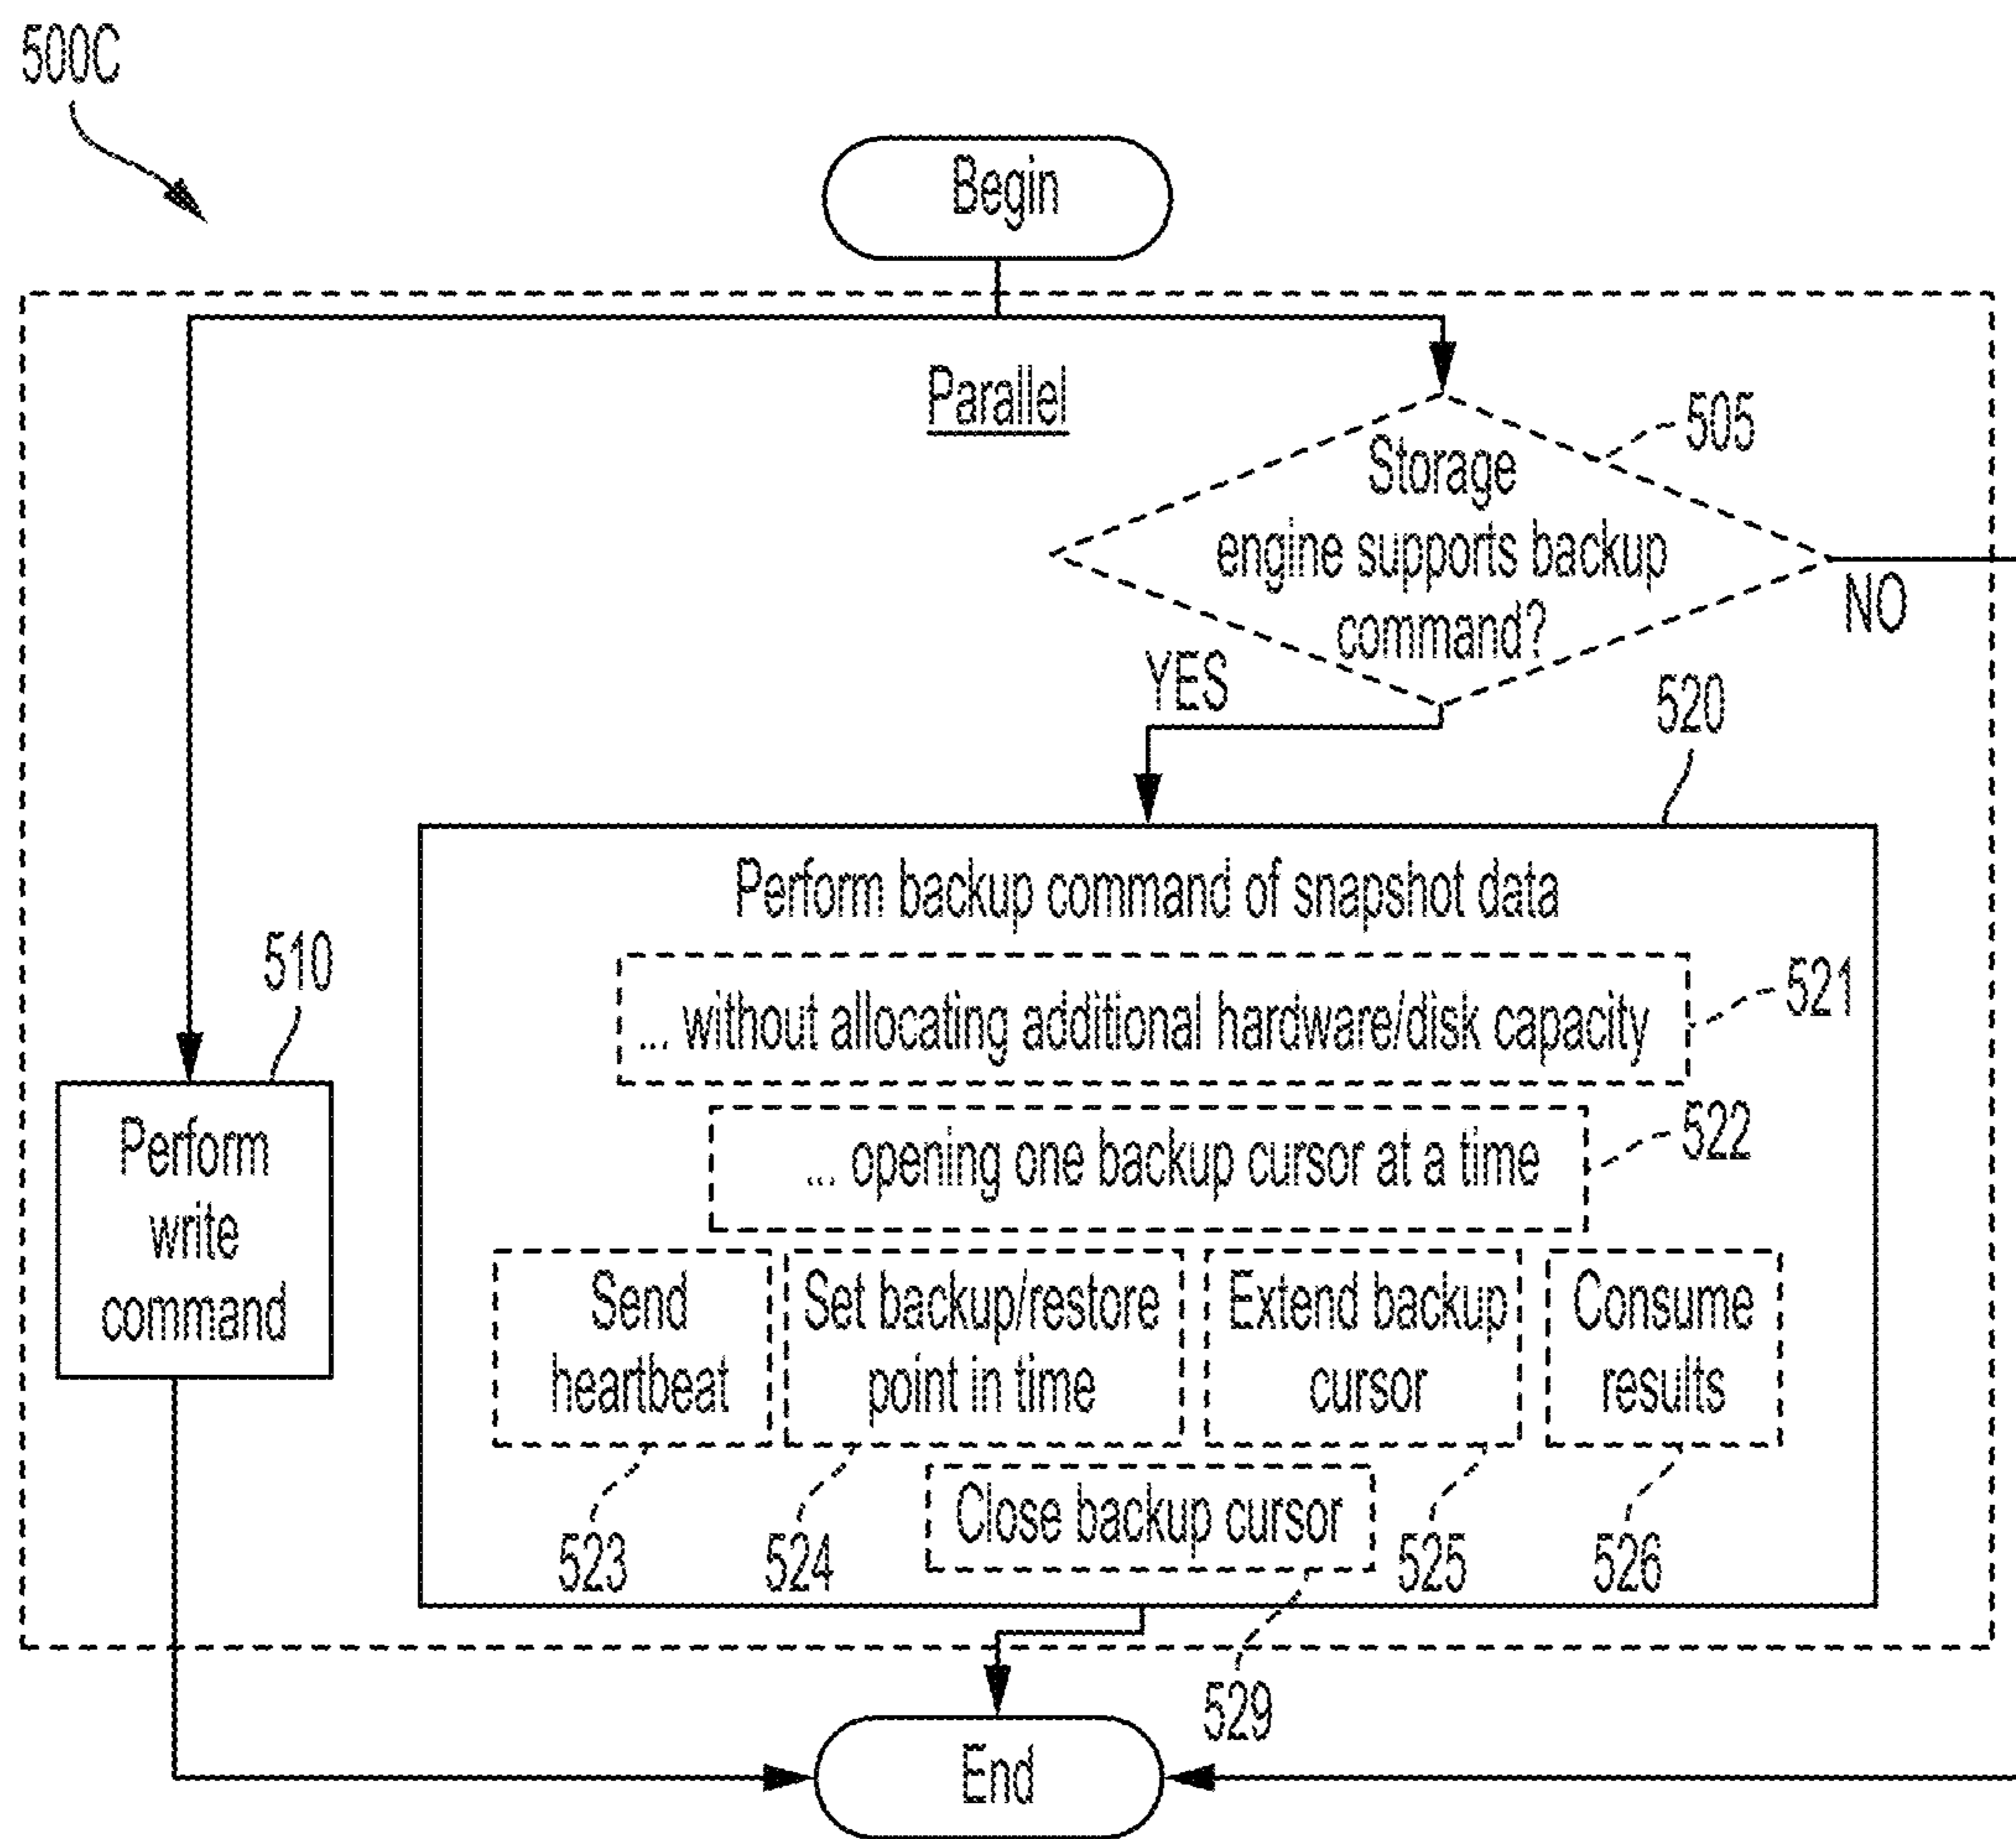 500C
Begin
Parallel
505
Storage
engine supports backup
command?
NO
YES
520
Perform backup command of snapshot data
510
... without allocating additional hardware/disk capacity
521
... opening one backup cursor at a time
522
Perform
write
command
Send
heartbeat
Set backup/restore
point in time
Extend backup
cursor
Consume
results
Close backup cursor
523
524
525
526
529
End